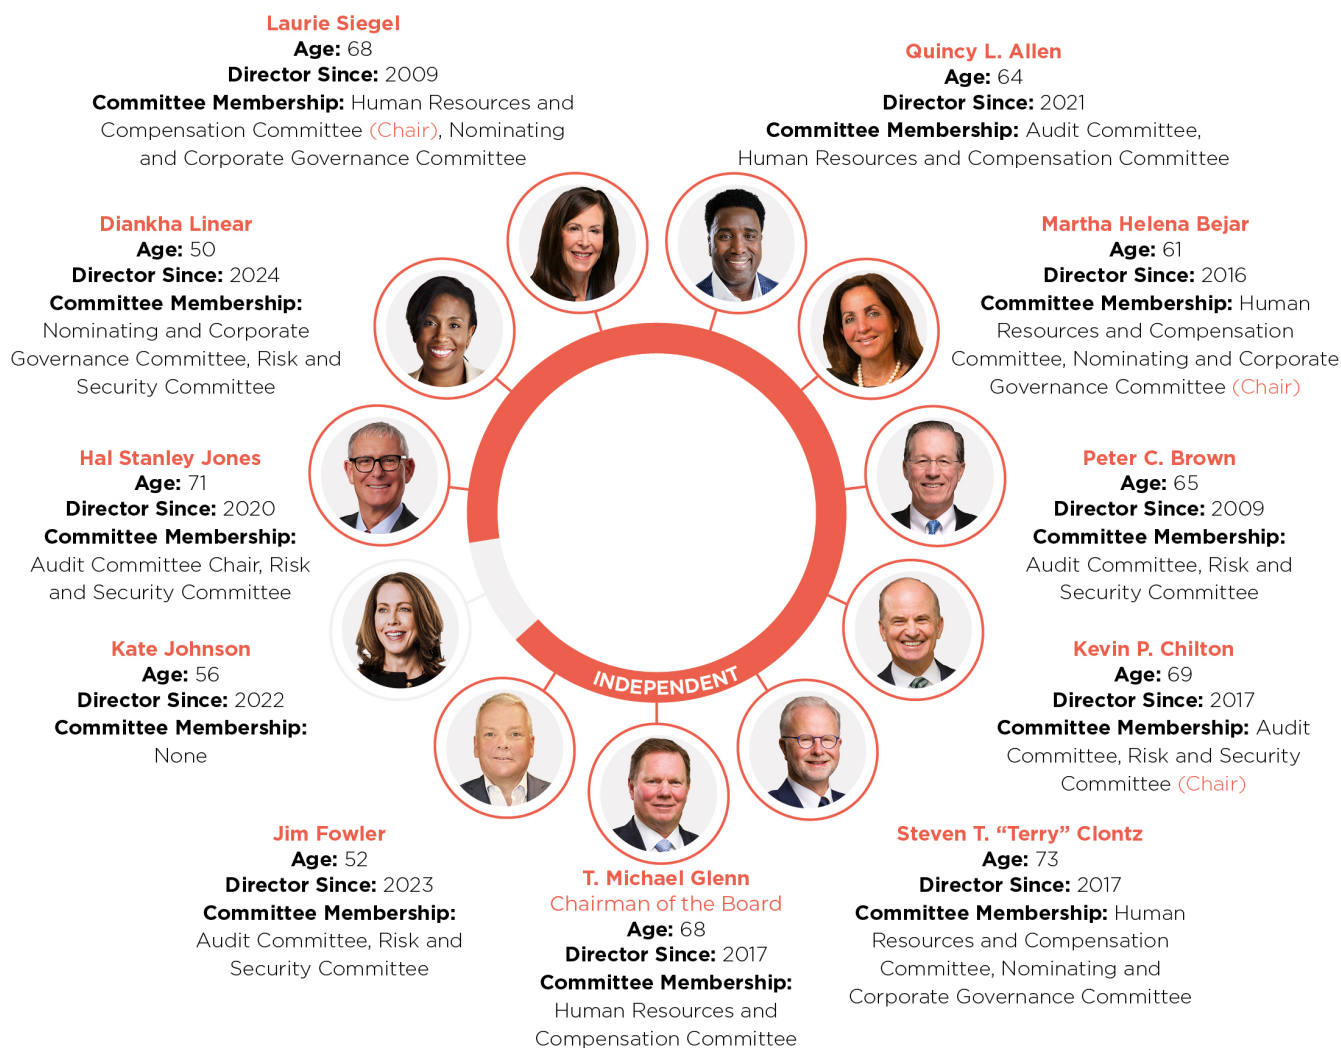 Laurie Siegel
Age: 68
Director Since: 2009
Committee Membership: Human Resources and
Compensation Committee (Chair), Nominating
and Corporate Governance Committee
Quincy L. Allen
Age: 64
Director Since: 2021
Committee Membership: Audit Committee,
Human Resources and Compensation Committee
Diankha Linear
Age: 50
Director Since: 2024
Committee Membership:
Nominating and Corporate
Governance Committee, Risk and
Security Committee
Martha Helena Bejar
Age: 61
Director Since: 2016
Committee Membership: Human
Resources and Compensation
Committee, Nominating and Corporate
Governance Committee (Chair)
Hal Stanley Jones
Age: 71
Director Since: 2020
Committee Membership:
Audit Committee Chair, Risk
and Security Committee
Peter C. Brown
Age: 65
Director Since: 2009
Committee Membership:
Audit Committee, Risk and
Security Committee
Kate Johnson
Age: 56
Director Since: 2022
Committee Membership:
None
Kevin P. Chilton
Age: 69
Director Since: 2017
Committee Membership: Audit
Committee, Risk and Security
Committee (Chair)
INDEPENDENT
Jim Fowler
Age: 52
Director Since: 2023
Committee Membership:
Audit Committee, Risk and
Security Committee
T. Michael Glenn
Chairman of the Board
Age: 68
Director Since: 2017
Committee Membership:
Human Resources and
Compensation Committee
Steven T. “Terry” Clontz
Age: 73
Director Since: 2017
Committee Membership: Human
Resources and Compensation
Committee, Nominating and
Corporate Governance Committee